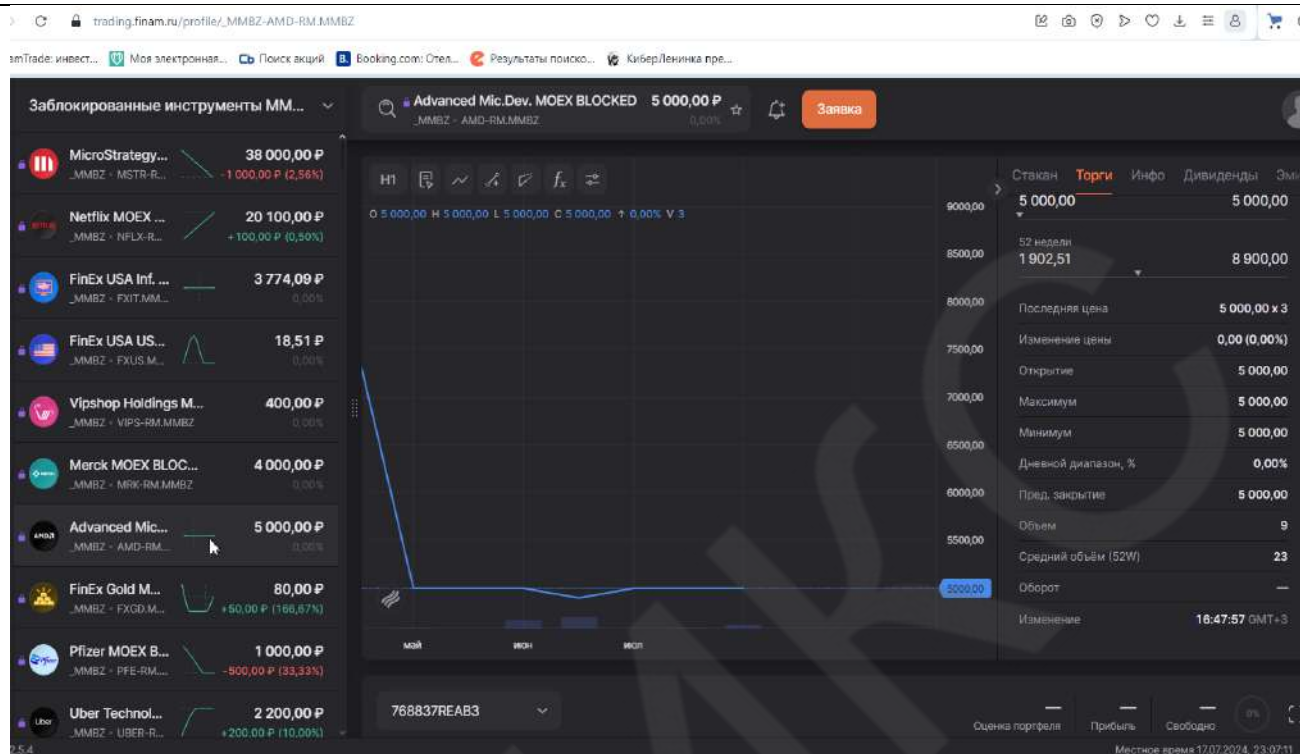 trading.finam.ru/profile/_MMBZ-AMD-RM.MMBZ
amTrade: инвест... Моя электронная... Сь Поиск акций B. Booking.com: Отел... Результаты поиско... КиберЛенинка пре...
Заблокированные инструменты ММ...
Advanced Mic.Dev. MOEX BLOCKED 5 000,00 ₽
_MMBZ - AMD-RM.MMBZ 0,00%
Заявка
MicroStrategy... 38 000,00 ₽
_MMBZ - MSTR-R... -1 000,00 ₽ (2,56%)
Netflix MOEX ... 20 100,00 ₽
_MMBZ - NFLX-R... +100,00 ₽ (0,50%)
FinEx USA Inf. ... 3 774,09 ₽
_MMBZ - FXIT.MM... 0,00%
FinEx USA US... 18,51 ₽
_MMBZ - FXUS.M... 0,00%
Vipshop Holdings M... 400,00 ₽
_MMBZ - VIPS-RM.MMBZ 0,00%
Merck MOEX BLOC... 4 000,00 ₽
_MMBZ - MRK-RM.MMBZ 0,00%
AMD Advanced Mic... 5 000,00 ₽
_MMBZ - AMD-RM... 0,00%
FinEx Gold M... 80,00 ₽
_MMBZ - FXGD.M... +50,00 ₽ (166,67%)
Pfizer Pfizer MOEX B... 1 000,00 ₽
_MMBZ - PFE-RM.... -500,00 ₽ (33,33%)
Uber Uber Technol... 2 200,00 ₽
_MMBZ - UBER-R... +200,00 ₽ (10,00%)
2.5.4
H1 fx
O 5 000,00 H 5 000,00 L 5 000,00 C 5 000,00 ↑ 0,00% V 3
9000,00
8500,00
8000,00
7500,00
7000,00
6500,00
6000,00
5500,00
5000,00
май июн июл
Стакан Торги Инфо Дивиденды Эми
5 000,00 5 000,00
52 недели
1 902,51 8 900,00
Последняя цена 5 000,00 x 3
Изменение цены 0,00 (0,00%)
Открытие 5 000,00
Максимум 5 000,00
Минимум 5 000,00
Дневной диапазон, % 0,00%
Пред. закрытие 5 000,00
Объем 9
Средний объём (52W) 23
Оборот —
Изменение 16:47:57 GMT+3
768837REAB3
— — — 0%
Оценка портфеля Прибыль Свободно
Местное время 17.07.2024, 23:07:11